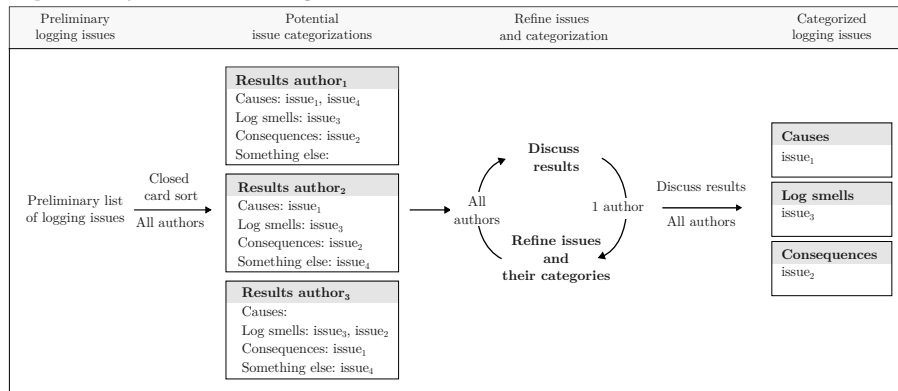 Preliminary
logging issues
Potential
issue categorizations
Refine issues
and categorization
Categorized
logging issues
Preliminary list
of logging issues
Closed
card sort
All authors
Results author₁
Causes: issue₁, issue₄
Log smells: issue₃
Consequences: issue₂
Something else:
Results author₂
Causes: issue₁
Log smells: issue₃
Consequences: issue₂
Something else: issue₄
Results author₃
Causes:
Log smells: issue₃, issue₂
Consequences: issue₁
Something else: issue₄
Discuss
results
All
authors
1 author
Refine issues
and
their categories
Discuss results
All authors
Causes
issue₁
Log smells
issue₃
Consequences
issue₂